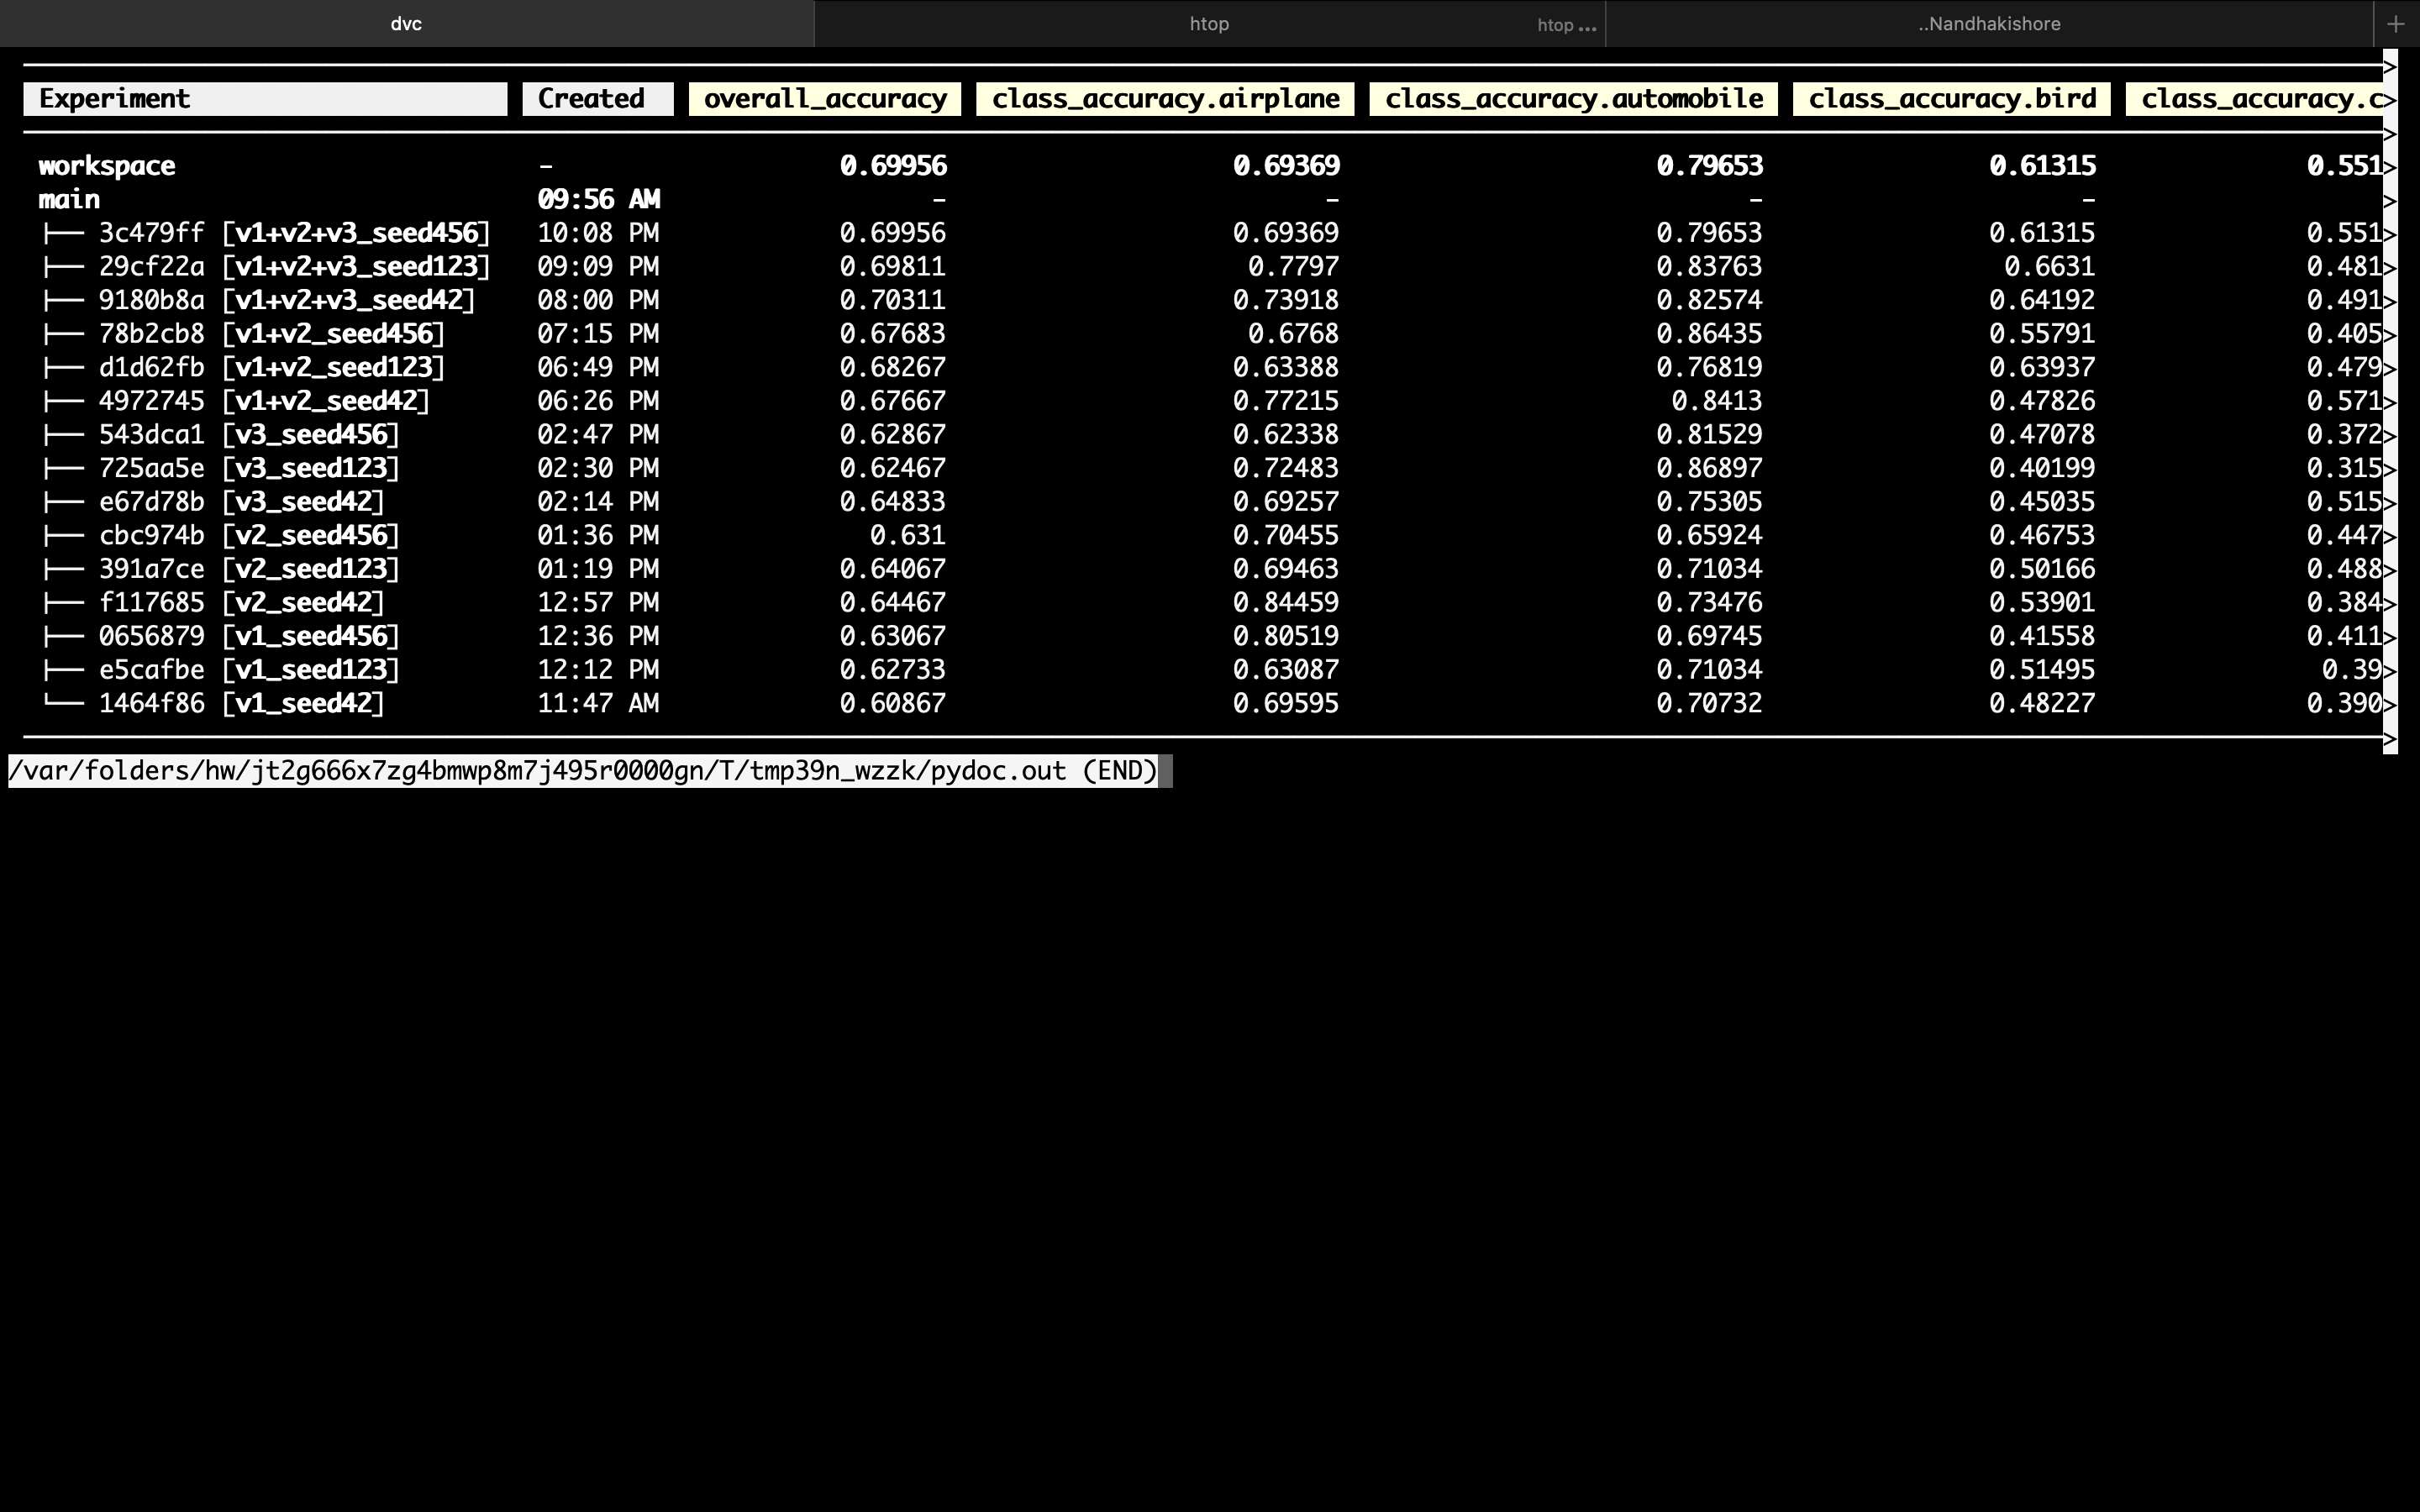 dvc htop htop ... ..Nandhakishore +
Experiment Created overall_accuracy class_accuracy.airplane class_accuracy.automobile class_accuracy.bird class_accuracy.c>
workspace - 0.69956 0.69369 0.79653 0.61315 0.551>
main 09:56 AM - - - - >
├── 3c479ff [v1+v2+v3_seed456] 10:08 PM 0.69956 0.69369 0.79653 0.61315 0.551>
├── 29cf22a [v1+v2+v3_seed123] 09:09 PM 0.69811 0.7797 0.83763 0.6631 0.481>
├── 9180b8a [v1+v2+v3_seed42] 08:00 PM 0.70311 0.73918 0.82574 0.64192 0.491>
├── 78b2cb8 [v1+v2_seed456] 07:15 PM 0.67683 0.6768 0.86435 0.55791 0.405>
├── d1d62fb [v1+v2_seed123] 06:49 PM 0.68267 0.63388 0.76819 0.63937 0.479>
├── 4972745 [v1+v2_seed42] 06:26 PM 0.67667 0.77215 0.8413 0.47826 0.571>
├── 543dca1 [v3_seed456] 02:47 PM 0.62867 0.62338 0.81529 0.47078 0.372>
├── 725aa5e [v3_seed123] 02:30 PM 0.62467 0.72483 0.86897 0.40199 0.315>
├── e67d78b [v3_seed42] 02:14 PM 0.64833 0.69257 0.75305 0.45035 0.515>
├── cbc974b [v2_seed456] 01:36 PM 0.631 0.70455 0.65924 0.46753 0.447>
├── 391a7ce [v2_seed123] 01:19 PM 0.64067 0.69463 0.71034 0.50166 0.488>
├── f117685 [v2_seed42] 12:57 PM 0.64467 0.84459 0.73476 0.53901 0.384>
├── 0656879 [v1_seed456] 12:36 PM 0.63067 0.80519 0.69745 0.41558 0.411>
├── e5cafbe [v1_seed123] 12:12 PM 0.62733 0.63087 0.71034 0.51495 0.39>
└── 1464f86 [v1_seed42] 11:47 AM 0.60867 0.69595 0.70732 0.48227 0.390>
/var/folders/hw/jt2g666x7zg4bmwp8m7j495r0000gn/T/tmp39n_wzzk/pydoc.out (END)